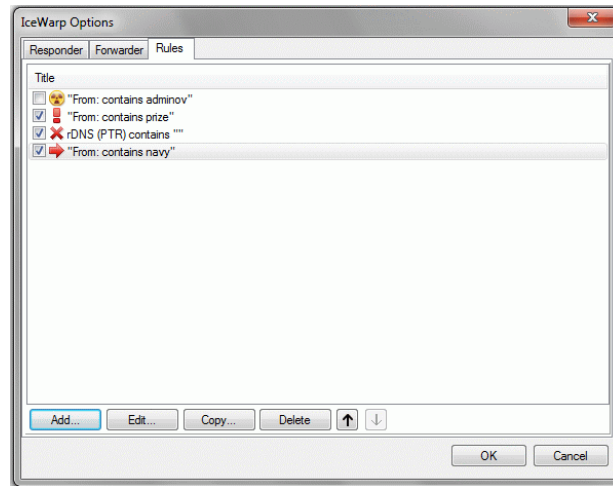 IceWarp Options
Responder Forwarder Rules
Title
"From: contains adminov"
"From: contains prize"
rDNS (PTR) contains ""
"From: contains navy"
Add... Edit... Copy... Delete
OK Cancel